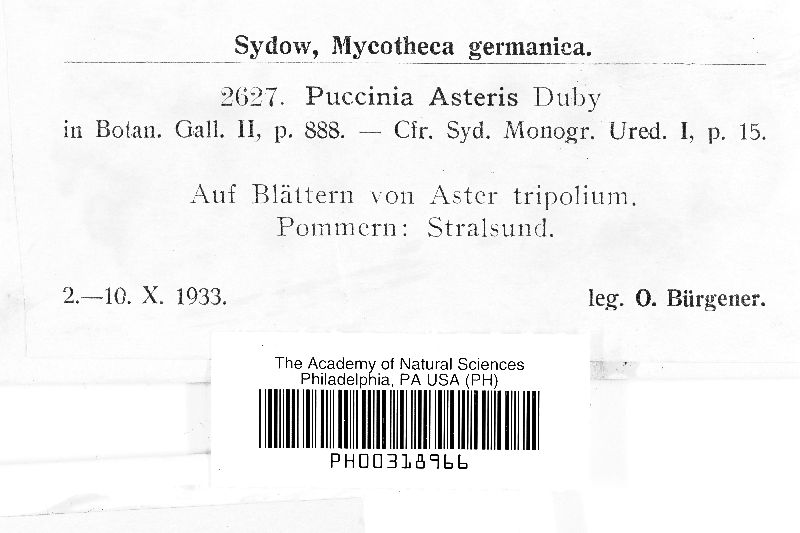 Sydow, Mycotheca germanica.
2627. Puccinia Asteris Duby
in Botan. Gall. II, p. 888. — Cfr. Syd. Monogr. Ured. I, p. 15.
Auf Blättern von Aster tripolium.
Pommern: Stralsund.
2.—10. X. 1933. leg. O. Bürgener.
The Academy of Natural Sciences
Philadelphia, PA USA (PH)
PH00318966